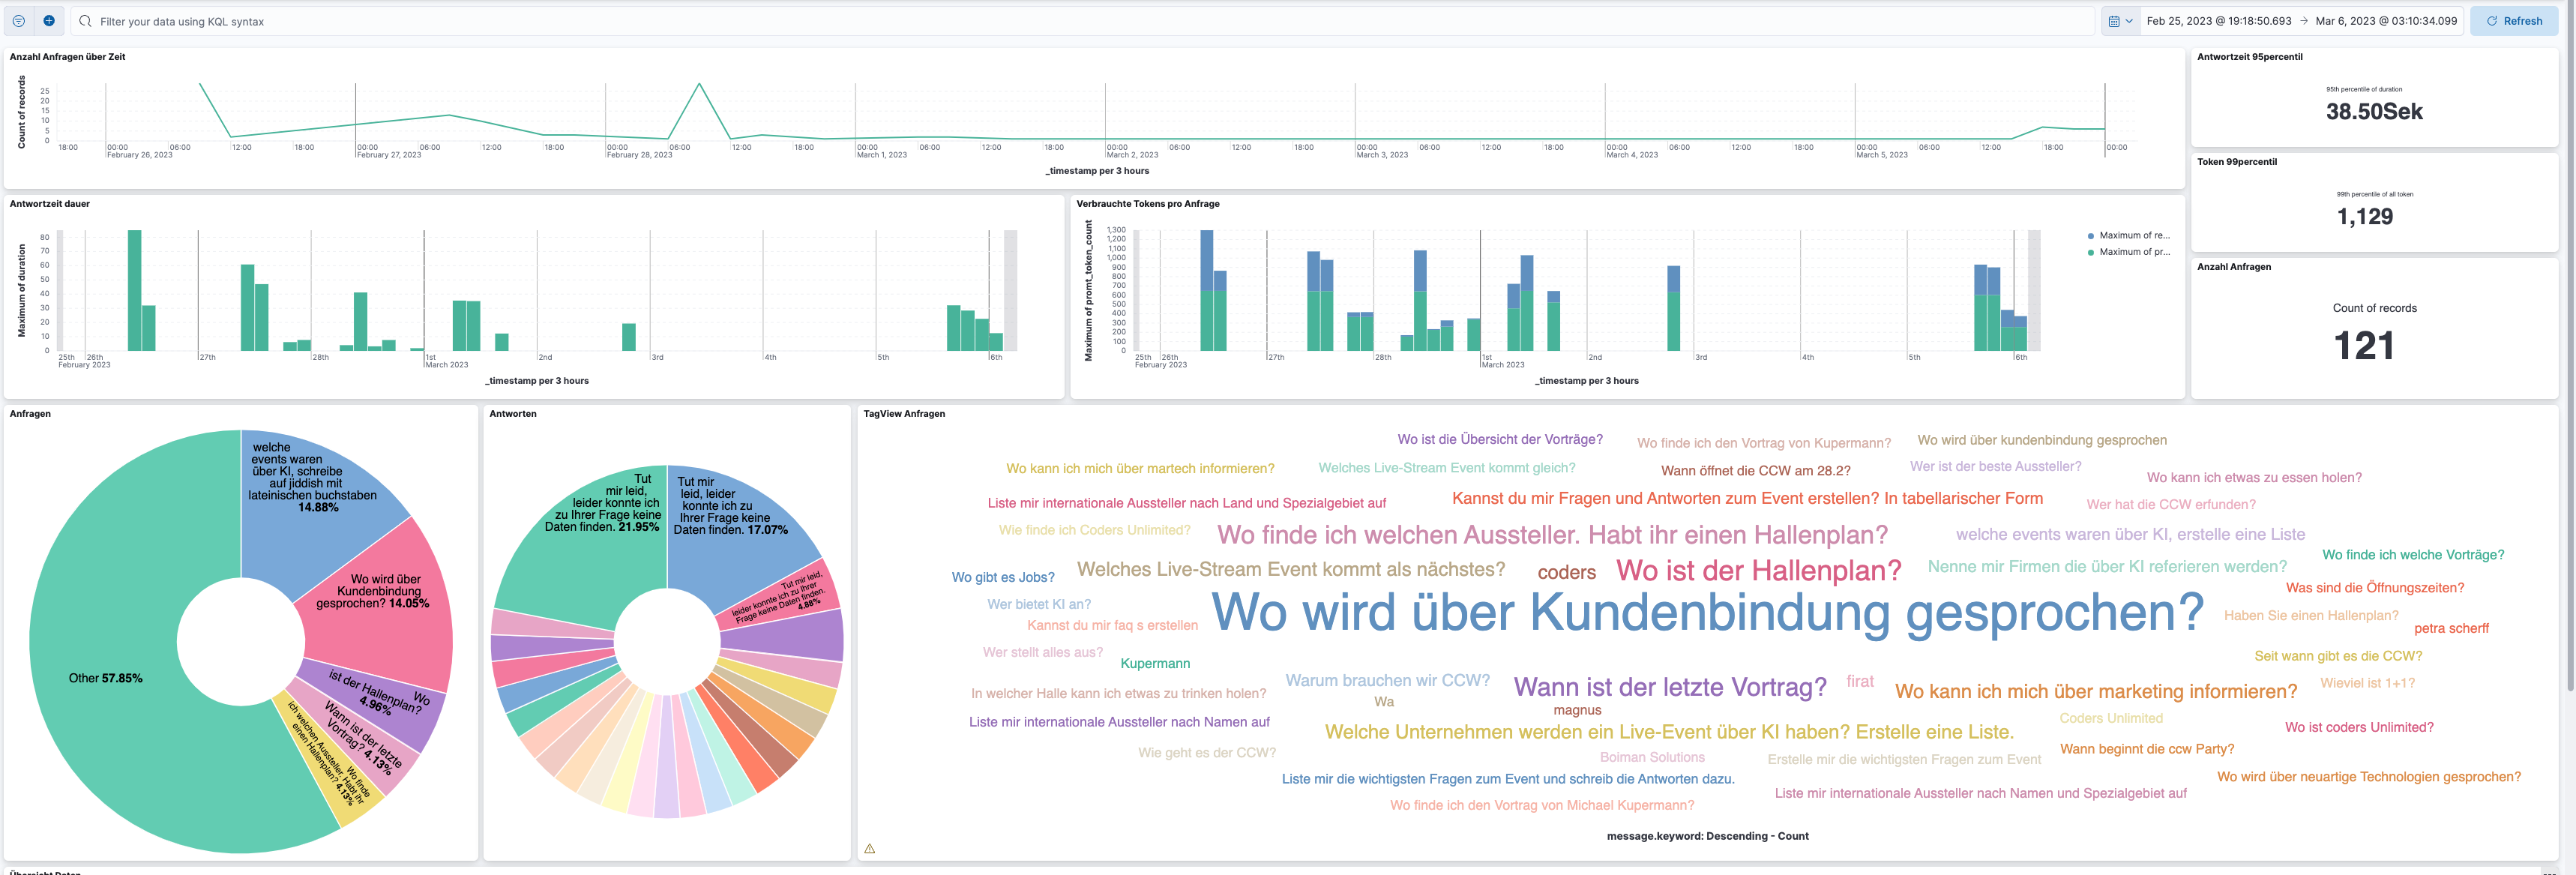 Filter your data using KQL syntax
Feb 25, 2023 @ 19:18:50.693 → Mar 6, 2023 @ 03:10:34.099
Refresh
Anzahl Anfragen über Zeit
Count of records
25
20
15
10
5
0
18:00 00:00 06:00 12:00 18:00 00:00 06:00 12:00 18:00 00:00 06:00 12:00 18:00 00:00 06:00 12:00 18:00 00:00 06:00 12:00 18:00 00:00 06:00 12:00 18:00 00:00 06:00 12:00 18:00 00:00 06:00 12:00 18:00 00:00
February 26, 2023 February 27, 2023 February 28, 2023 March 1, 2023 March 2, 2023 March 3, 2023 March 4, 2023 March 5, 2023
_timestamp per 3 hours
Antwortzeit 95percentil
95th percentile of duration
38.50Sek
Token 99percentil
99th percentile of all token
1,129
Anzahl Anfragen
Count of records
121
Antwortzeit dauer
Maximum of duration
80
70
60
50
40
30
20
10
0
25th 26th 27th 28th 1st 2nd 3rd 4th 5th 6th
February 2023 March 2023
_timestamp per 3 hours
Verbrauchte Tokens pro Anfrage
Maximum of promt_token_count
1,300
1,200
1,100
1,000
900
800
700
600
500
400
300
200
100
0
25th 26th 27th 28th 1st 2nd 3rd 4th 5th 6th
February 2023 March 2023
_timestamp per 3 hours
Maximum of re...
Maximum of pr...
Anfragen
welche
events waren
über KI, schreibe
auf jiddish mit
lateinischen buchstaben
14.88%
Wo wird über
Kundenbindung
gesprochen? 14.05%
Wo
ist der Hallenplan?
4.96%
Wann ist der letzte
Vortrag? 4.13%
Wo finde
ich welchen Aussteller. Habt ihr
einen Hallenplan? 4.13%
Other 57.85%
Antworten
Tut
mir leid,
leider konnte ich
zu Ihrer Frage keine
Daten finden. 21.95%
Tut mir
leid, leider
konnte ich zu
Ihrer Frage keine
Daten finden. 17.07%
Tut mir leid,
leider konnte ich zu Ihrer
Frage keine Daten finden.
4.88%
TagView Anfragen
Wo ist die Übersicht der Vorträge?
Wo finde ich den Vortrag von Kupermann?
Wo wird über kundenbindung gesprochen
Wo kann ich mich über martech informieren?
Welches Live-Stream Event kommt gleich?
Wann öffnet die CCW am 28.2?
Wer ist der beste Aussteller?
Wo kann ich etwas zu essen holen?
Liste mir internationale Aussteller nach Land und Spezialgebiet auf
Kannst du mir Fragen und Antworten zum Event erstellen? In tabellarischer Form
Wer hat die CCW erfunden?
Wie finde ich Coders Unlimited?
Wo finde ich welchen Aussteller. Habt ihr einen Hallenplan?
welche events waren über KI, erstelle eine Liste
Wo finde ich welche Vorträge?
Wo gibt es Jobs?
Welches Live-Stream Event kommt als nächstes?
coders
Wo ist der Hallenplan?
Nenne mir Firmen die über KI referieren werden?
Was sind die Öffnungszeiten?
Wer bietet KI an?
Wo wird über Kundenbindung gesprochen?
Haben Sie einen Hallenplan?
Kannst du mir faq s erstellen
petra scherff
Wer stellt alles aus?
Kupermann
Seit wann gibt es die CCW?
Warum brauchen wir CCW?
Wann ist der letzte Vortrag?
firat
Wo kann ich mich über marketing informieren?
Wieviel ist 1+1?
In welcher Halle kann ich etwas zu trinken holen?
Wa
magnus
Liste mir internationale Aussteller nach Namen auf
Welche Unternehmen werden ein Live-Event über KI haben? Erstelle eine Liste.
Coders Unlimited
Wo ist coders Unlimited?
Wie geht es der CCW?
Boiman Solutions
Erstelle mir die wichtigsten Fragen zum Event
Wann beginnt die ccw Party?
Liste mir die wichtigsten Fragen zum Event und schreib die Antworten dazu.
Wo wird über neuartige Technologien gesprochen?
Wo finde ich den Vortrag von Michael Kupermann?
Liste mir internationale Aussteller nach Namen und Spezialgebiet auf
message.keyword: Descending - Count
Übersicht Daten